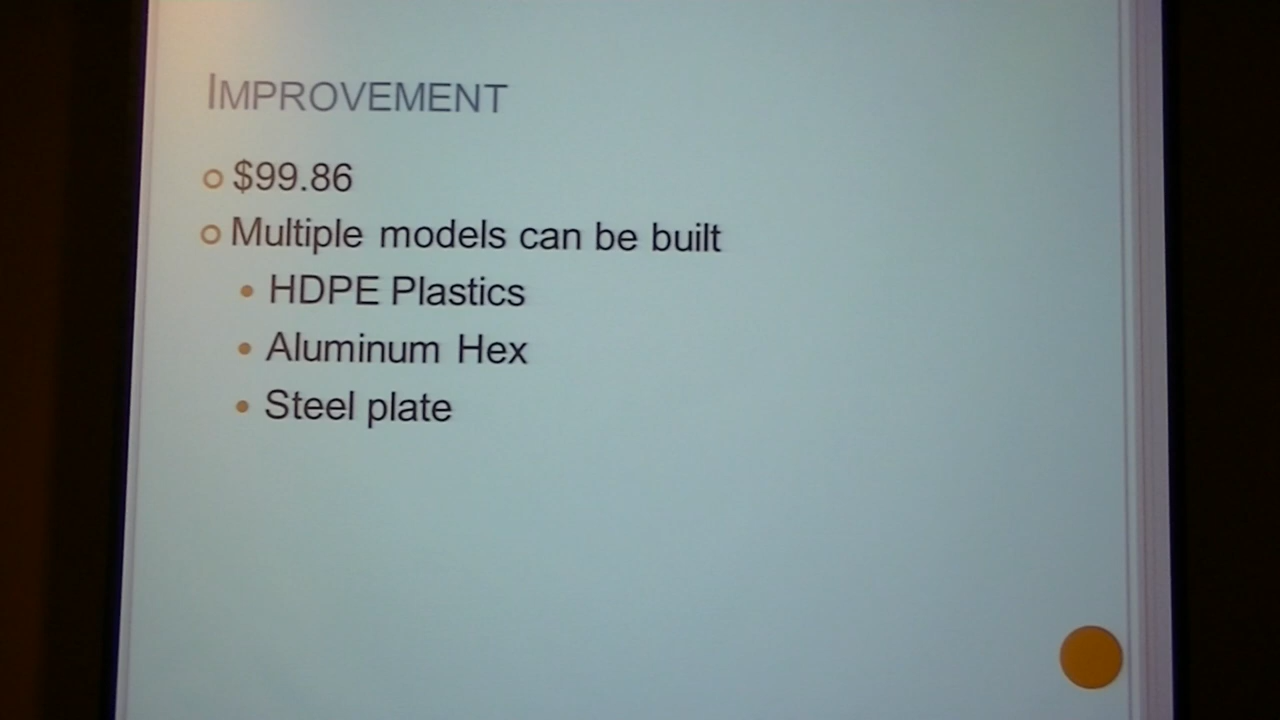 IMPROVEMENT
$99.86
Multiple models can be built
HDPE Plastics
Aluminum Hex
Steel plate